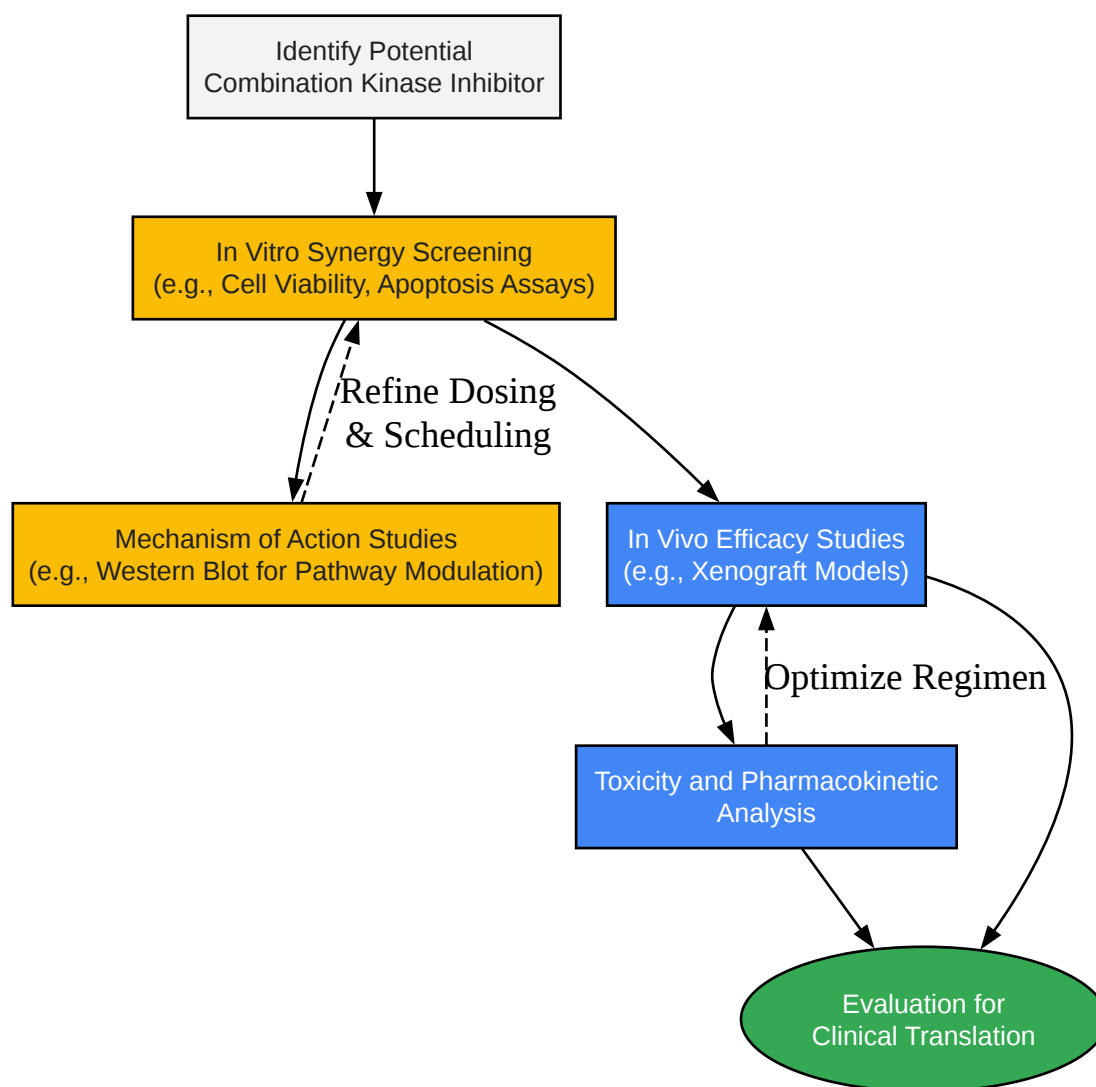 Identify Potential
Combination Kinase Inhibitor
In Vitro Synergy Screening
(e.g., Cell Viability, Apoptosis Assays)
Refine Dosing
& Scheduling
Mechanism of Action Studies
(e.g., Western Blot for Pathway Modulation)
In Vivo Efficacy Studies
(e.g., Xenograft Models)
Optimize Regimen
Toxicity and Pharmacokinetic
Analysis
Evaluation for
Clinical Translation